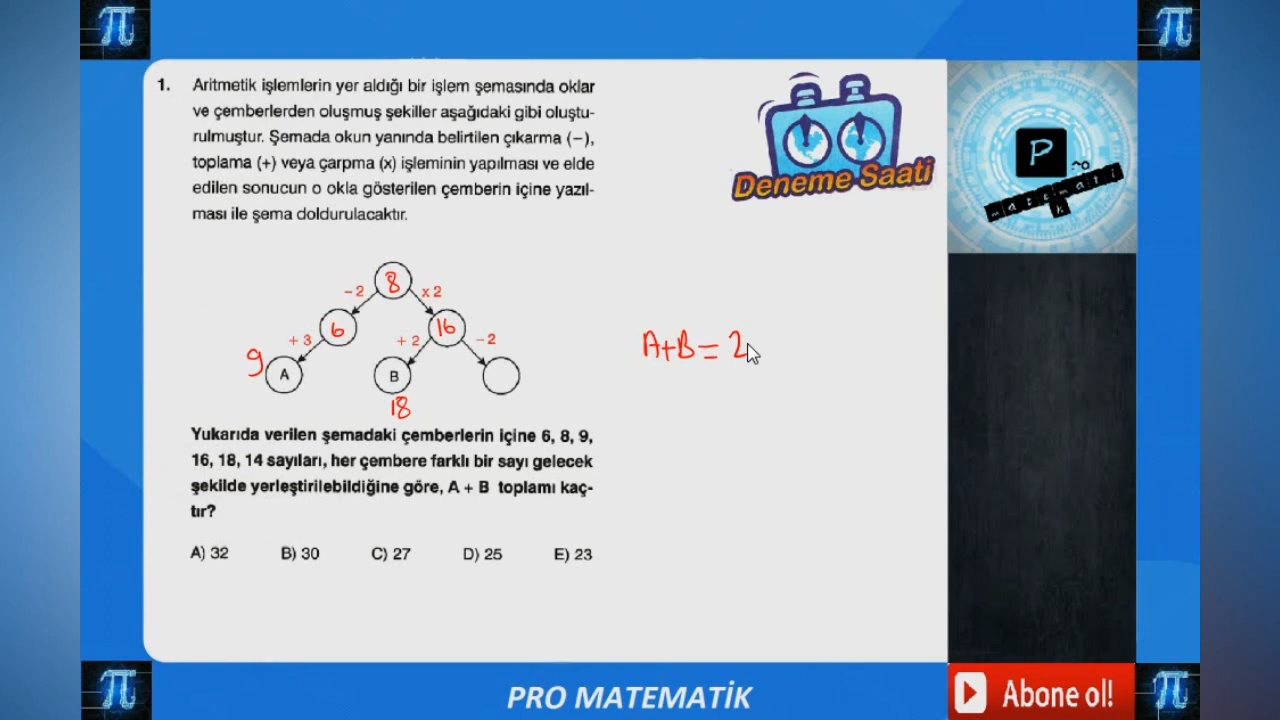 1. Aritmetik işlemlerin yer aldığı bir işlem şemasında oklar
ve çemberlerden oluşmuş şekiller aşağıdaki gibi oluştu-
rulmuştur. Şemada okun yanında belirtilen çıkarma (−),
toplama (+) veya çarpma (x) işleminin yapılması ve elde
edilen sonucun o okla gösterilen çemberin içine yazıl-
ması ile şema doldurulacaktır.
8
−2 x2
6 16
+3 +2 −2
9 A B
18
A+B=2
Yukarıda verilen şemadaki çemberlerin içine 6, 8, 9,
16, 18, 14 sayıları, her çembere farklı bir sayı gelecek
şekilde yerleştirilebildiğine göre, A + B toplamı kaç-
tır?
A) 32 B) 30 C) 27 D) 25 E) 23
Deneme Saati
P
matematik
π
π
π
π
PRO MATEMATİK
Abone ol!